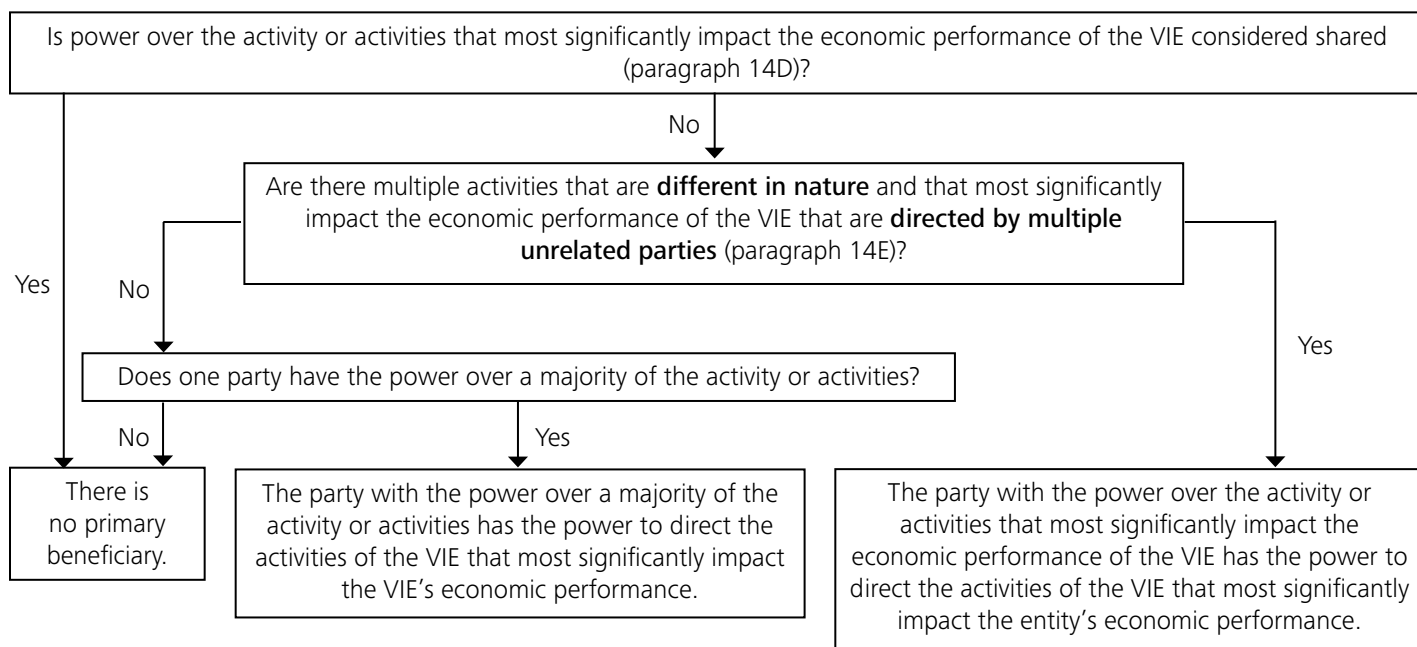 Is power over the activity or activities that most significantly impact the economic performance of the VIE considered shared
(paragraph 14D)?
No
Are there multiple activities that are different in nature and that most significantly
impact the economic performance of the VIE that are directed by multiple
unrelated parties (paragraph 14E)?
Yes
No
Yes
Does one party have the power over a majority of the activity or activities?
No
Yes
There is
no primary
beneficiary.
The party with the power over a majority of the
activity or activities has the power to direct the
activities of the VIE that most significantly impact
the VIE’s economic performance.
The party with the power over the activity or
activities that most significantly impact the
economic performance of the VIE has the power to
direct the activities of the VIE that most significantly
impact the entity’s economic performance.